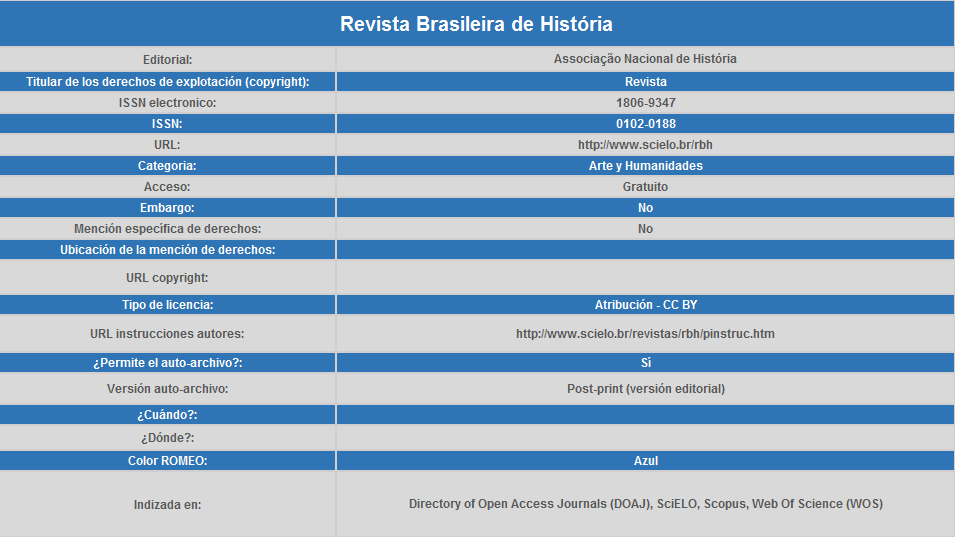 Revista Brasileira de História
Editorial: Associação Nacional de História
Titular de los derechos de explotación (copyright): Revista
ISSN electronico: 1806-9347
ISSN: 0102-0188
URL: http://www.scielo.br/rbh
Categoria: Arte y Humanidades
Acceso: Gratuito
Embargo: No
Mención específica de derechos: No
Ubicación de la mención de derechos:
URL copyright:
Tipo de licencia: Atribución - CC BY
URL instrucciones autores: http://www.scielo.br/revistas/rbh/pinstruc.htm
¿Permite el auto-archivo?: Sí
Versión auto-archivo: Post-print (versión editorial)
¿Cuándo?:
¿Dónde?:
Color ROMEO: Azul
Indizada en: Directory of Open Access Journals (DOAJ), SciELO, Scopus, Web Of Science (WOS)